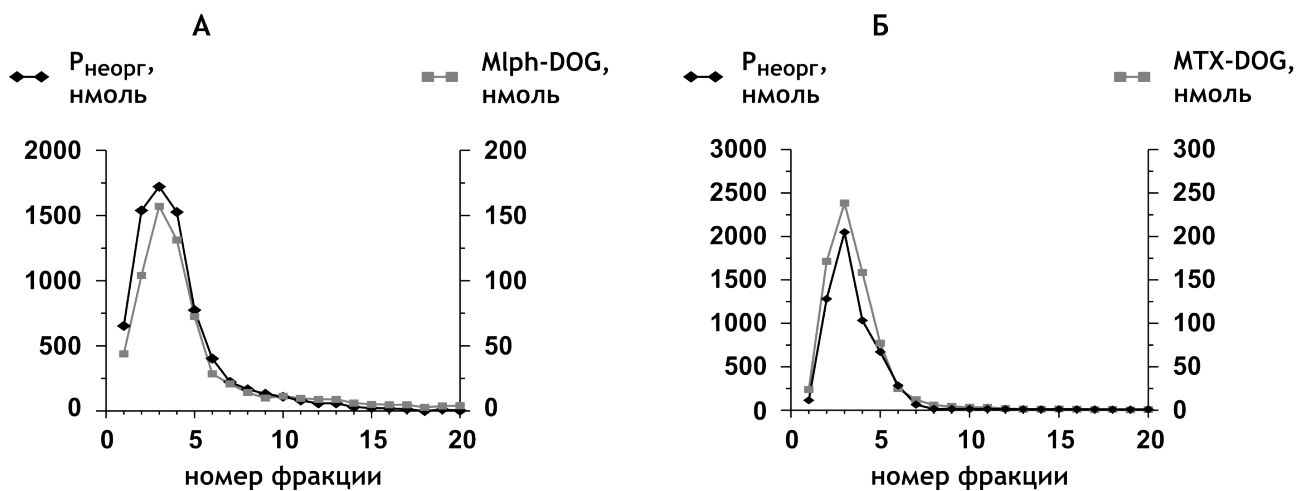 А
Pнеорг,
нмоль
Mlph-DOG,
нмоль
2000
1500
1000
500
0
200
150
100
50
0
0 5 10 15 20
номер фракции
Б
Pнеорг,
нмоль
MTX-DOG,
нмоль
3000
2500
2000
1500
1000
500
0
300
250
200
150
100
50
0
0 5 10 15 20
номер фракции